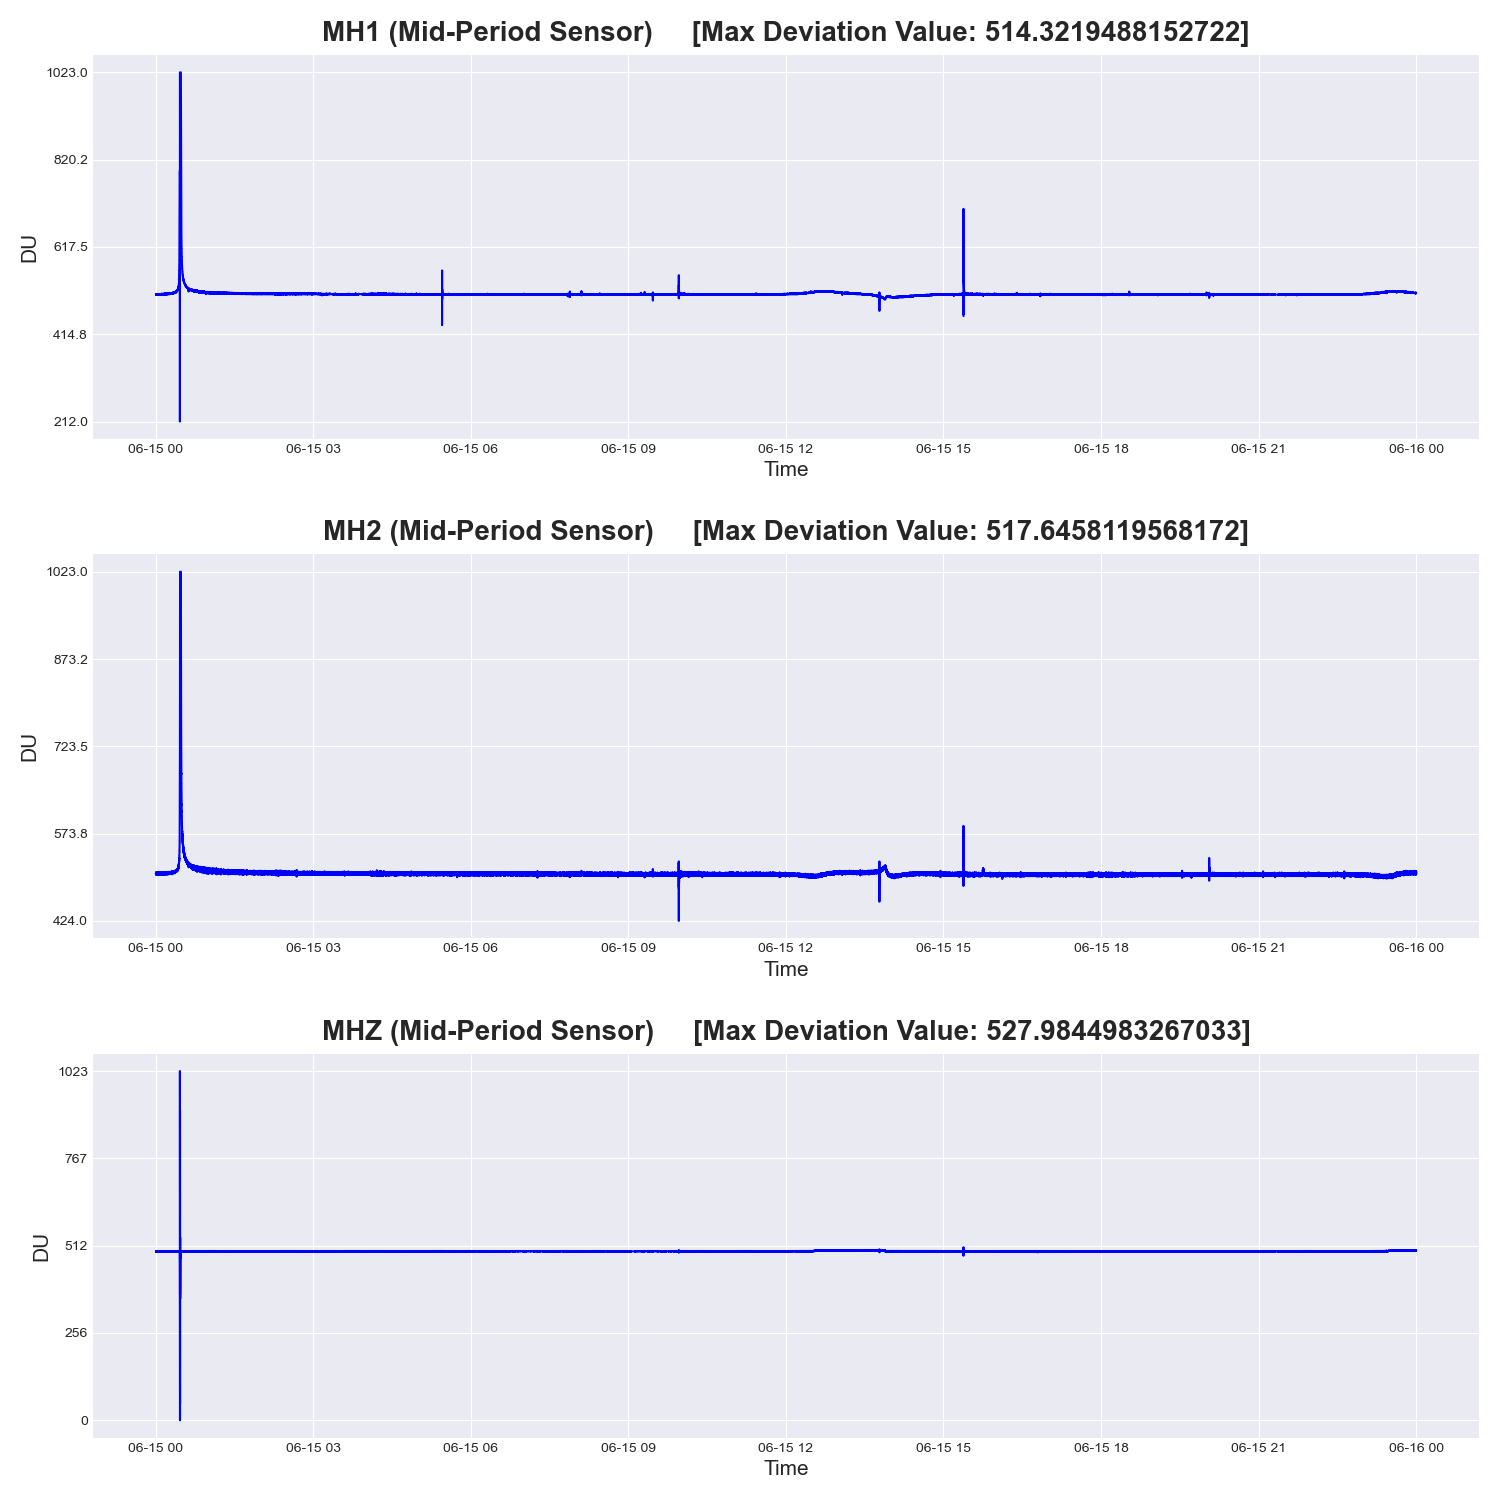 MH1 (Mid-Period Sensor) [Max Deviation Value: 514.3219488152722]
1023.0
820.2
617.5
414.8
212.0
DU
06-15 00 06-15 03 06-15 06 06-15 09 06-15 12 06-15 15 06-15 18 06-15 21 06-16 00
Time
MH2 (Mid-Period Sensor) [Max Deviation Value: 517.6458119568172]
1023.0
873.2
723.5
573.8
424.0
DU
06-15 00 06-15 03 06-15 06 06-15 09 06-15 12 06-15 15 06-15 18 06-15 21 06-16 00
Time
MHZ (Mid-Period Sensor) [Max Deviation Value: 527.9844983267033]
1023
767
512
256
0
DU
06-15 00 06-15 03 06-15 06 06-15 09 06-15 12 06-15 15 06-15 18 06-15 21 06-16 00
Time